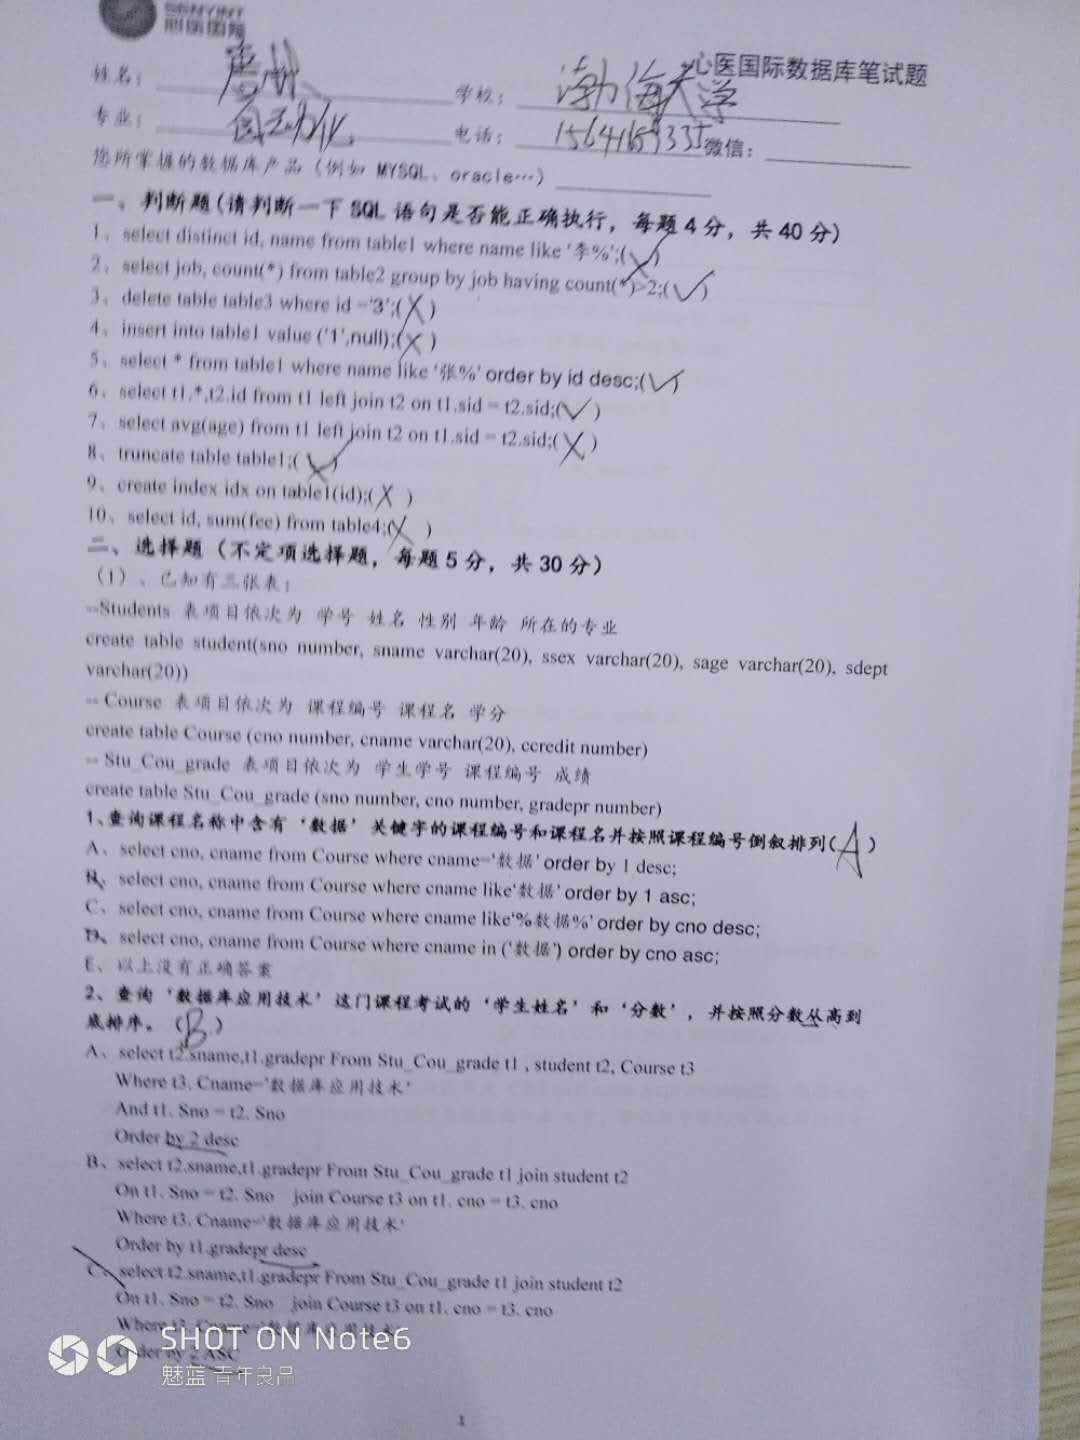 SENYINT
心医国际
心医国际数据库笔试题
姓名： 学校：渤海大学
专业：自动化 电话： 微信：
您所掌握的数据库产品（例如 MYSQL、oracle…）
一、判断题(请判断一下 SQL 语句是否能正确执行，每题 4 分，共 40 分)
1、select distinct id, name from table1 where name like '李%';( )
2、select job, count(*) from table2 group by job having count(*)>2;(√)
3、delete table table3 where id ='3';(X)
4、insert into table1 value ('1',null);(X)
5、select * from table1 where name like '张%' order by id desc;(√)
6、select t1.*,t2.id from t1 left join t2 on t1.sid = t2.sid;(√)
7、select avg(age) from t1 left join t2 on t1.sid = t2.sid;(X)
8、truncate table table1;(X)
9、create index idx on table1(id);(X)
10、select id, sum(fee) from table4;(X)
二、选择题（不定项选择题，每题 5 分，共 30 分）
（1）、已知有三张表：
--Students 表项目依次为 学号 姓名 性别 年龄 所在的专业
create table student(sno number, sname varchar(20), ssex varchar(20), sage varchar(20), sdept
varchar(20))
-- Course 表项目依次为 课程编号 课程名 学分
create table Course (cno number, cname varchar(20), ccredit number)
-- Stu_Cou_grade 表项目依次为 学生学号 课程编号 成绩
create table Stu_Cou_grade (sno number, cno number, gradepr number)
1、查询课程名称中含有‘数据’关键字的课程编号和课程名并按照课程编号倒叙排列(A)
A、select cno, cname from Course where cname='数据' order by 1 desc;
B、select cno, cname from Course where cname like'数据' order by 1 asc;
C、select cno, cname from Course where cname like'%数据%' order by cno desc;
D、select cno, cname from Course where cname in ('数据') order by cno asc;
E、以上没有正确答案
2、查询‘数据库应用技术’这门课程考试的‘学生姓名’和‘分数’，并按照分数从高到
底排序。（B）
A、select t2.sname,t1.gradepr From Stu_Cou_grade t1 , student t2, Course t3
Where t3. Cname='数据库应用技术'
And t1. Sno = t2. Sno
Order by 2 desc
B、select t2.sname,t1.gradepr From Stu_Cou_grade t1 join student t2
On t1. Sno = t2. Sno join Course t3 on t1. cno = t3. cno
Where t3. Cname='数据库应用技术'
Order by t1.gradepr desc
C、select t2.sname,t1.gradepr From Stu_Cou_grade t1 join student t2
On t1. Sno = t2. Sno join Course t3 on t1. cno = t3. cno
Where t3. Cname='数据库应用技术'
Order by 2 ASC
SHOT ON Note6
魅蓝 青年良品
1